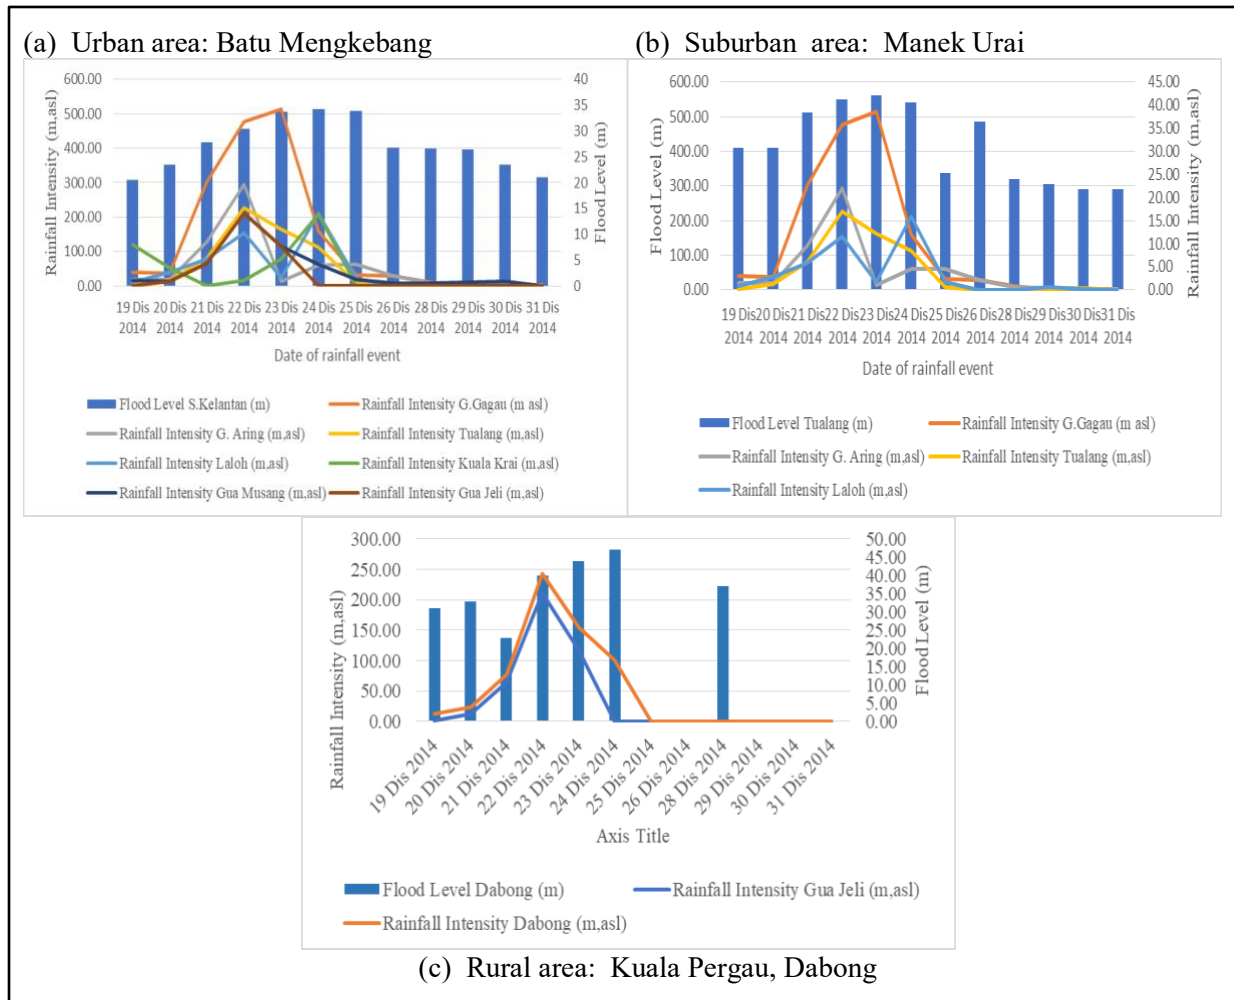 (a) Urban area: Batu Mengkebang
(b) Suburban area: Manek Urai
Rainfall Intensity (m,asl)
600.00
500.00
400.00
300.00
200.00
100.00
0.00
40
35
30
25
20
15
10
5
0
Flood Level (m)
19 Dis 20 Dis 21 Dis 22 Dis 23 Dis 24 Dis 25 Dis 26 Dis 28 Dis 29 Dis 30 Dis 31 Dis
2014 2014 2014 2014 2014 2014 2014 2014 2014 2014 2014 2014
Date of rainfall event
Flood Level S.Kelantan (m)
Rainfall Intensity G.Gagau (m asl)
Rainfall Intensity G. Aring (m,asl)
Rainfall Intensity Tualang (m,asl)
Rainfall Intensity Laloh (m,asl)
Rainfall Intensity Kuala Krai (m,asl)
Rainfall Intensity Gua Musang (m,asl)
Rainfall Intensity Gua Jeli (m,asl)
Flood Level (m)
600.00
500.00
400.00
300.00
200.00
100.00
0.00
45.00
40.00
35.00
30.00
25.00
20.00
15.00
10.00
5.00
0.00
Rainfall Intensity (m,asl)
19 Dis 20 Dis 21 Dis 22 Dis 23 Dis 24 Dis 25 Dis 26 Dis 28 Dis 29 Dis 30 Dis 31 Dis
2014 2014 2014 2014 2014 2014 2014 2014 2014 2014 2014 2014
Date of rainfall event
Flood Level Tualang (m)
Rainfall Intensity G.Gagau (m asl)
Rainfall Intensity G. Aring (m,asl)
Rainfall Intensity Tualang (m,asl)
Rainfall Intensity Laloh (m,asl)
Rainfall Intensity (m,asl)
300.00
250.00
200.00
150.00
100.00
50.00
0.00
50.00
45.00
40.00
35.00
30.00
25.00
20.00
15.00
10.00
5.00
0.00
Flood Level (m)
19 Dis 2014
20 Dis 2014
21 Dis 2014
22 Dis 2014
23 Dis 2014
24 Dis 2014
25 Dis 2014
26 Dis 2014
28 Dis 2014
29 Dis 2014
30 Dis 2014
31 Dis 2014
Axis Title
Flood Level Dabong (m)
Rainfall Intensity Gua Jeli (m,asl)
Rainfall Intensity Dabong (m,asl)
(c) Rural area: Kuala Pergau, Dabong